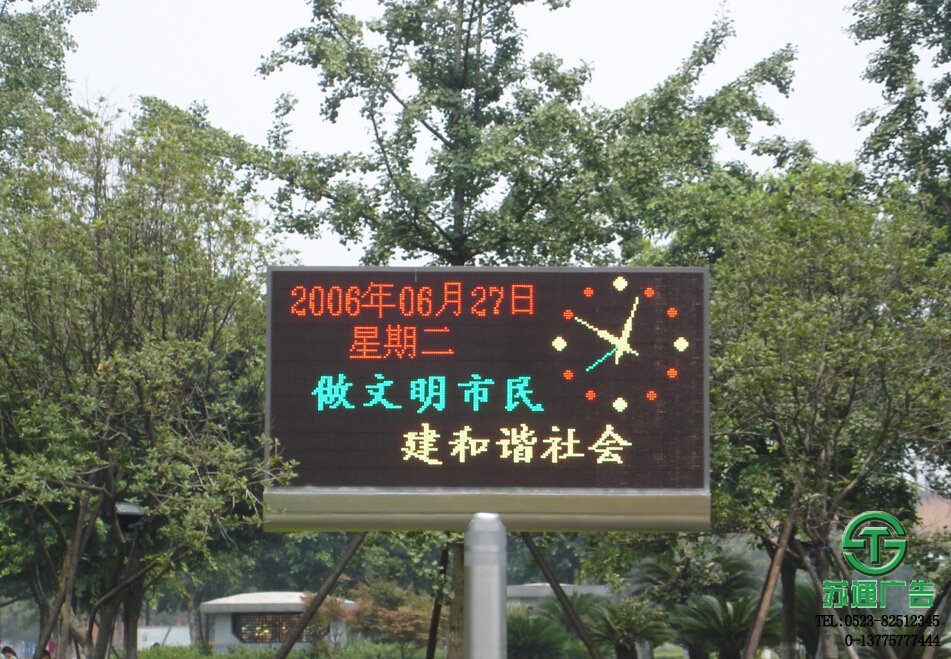 2006年06月27日
星期二
做文明市民
建和谐社会
苏通广告
TEL:0523-82512345
0-13775777444